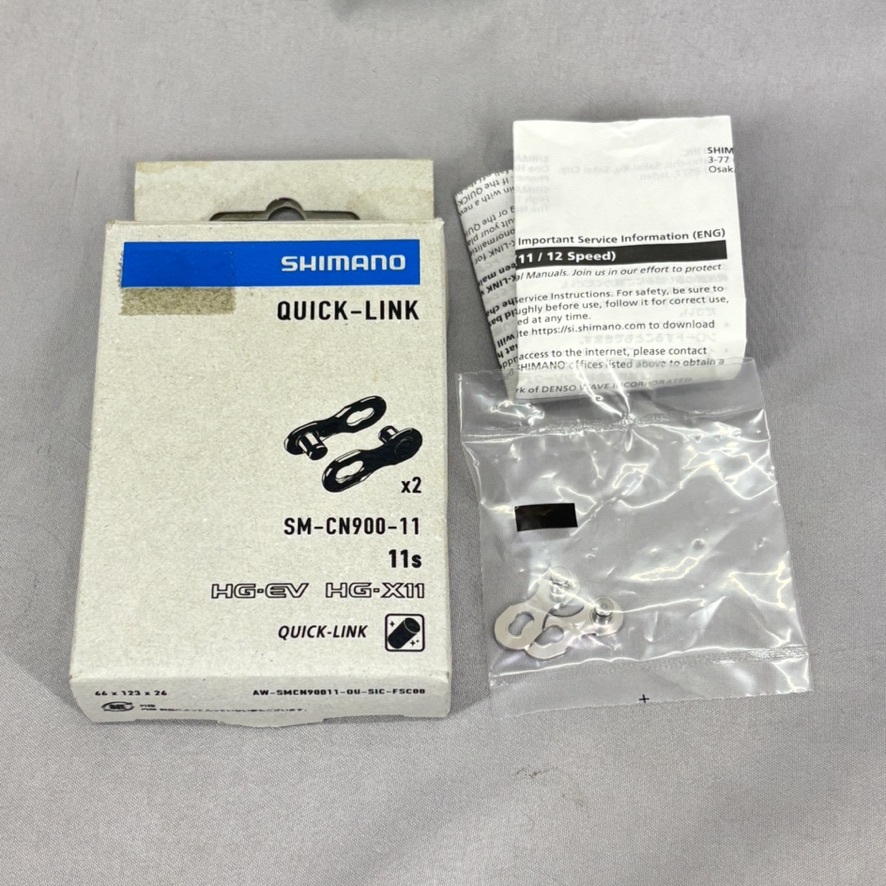 SHIMANO
QUICK-LINK
x2
SM-CN900-11
11s
HG-EV HG-X11
QUICK-LINK
66 x 123 x 26
AW-SMCN90011-0U-SIC-FSC00
SHIM
3-77
Osak
Important Service Information (ENG)
11 / 12 Speed)
al Manuals. Join us in our effort to protect
ervice Instructions. For safety, be sure to
ughly before use, follow it for correct use,
ed at any time.
te https://si.shimano.com to download
access to the internet, please contact
SHIMANO offices listed above to obtain a
rk of DENSO WAVE INCORPORATED